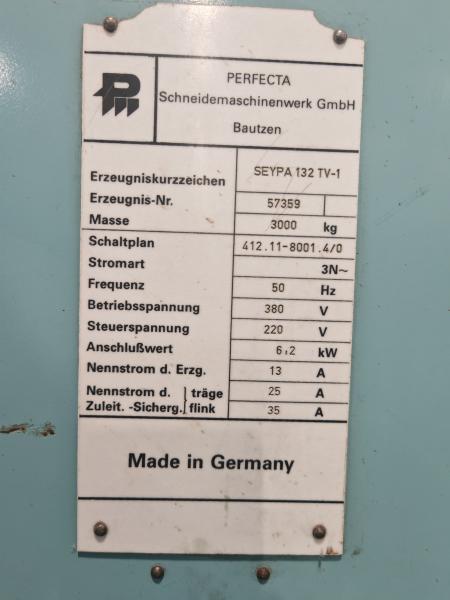 PERFECTA
Schneidemaschinenwerk GmbH
Bautzen
Erzeugniskurzzeichen SEYPA 132 TV-1
Erzeugnis-Nr. 57359
Masse 3000 kg
Schaltplan 412.11-8001.4/0
Stromart 3N~
Frequenz 50 Hz
Betriebsspannung 380 V
Steuerspannung 220 V
Anschlußwert 6,2 kW
Nennstrom d. Erzg. 13 A
Nennstrom d. träge 25 A
Zuleit. -Sicherg. flink 35 A
Made in Germany